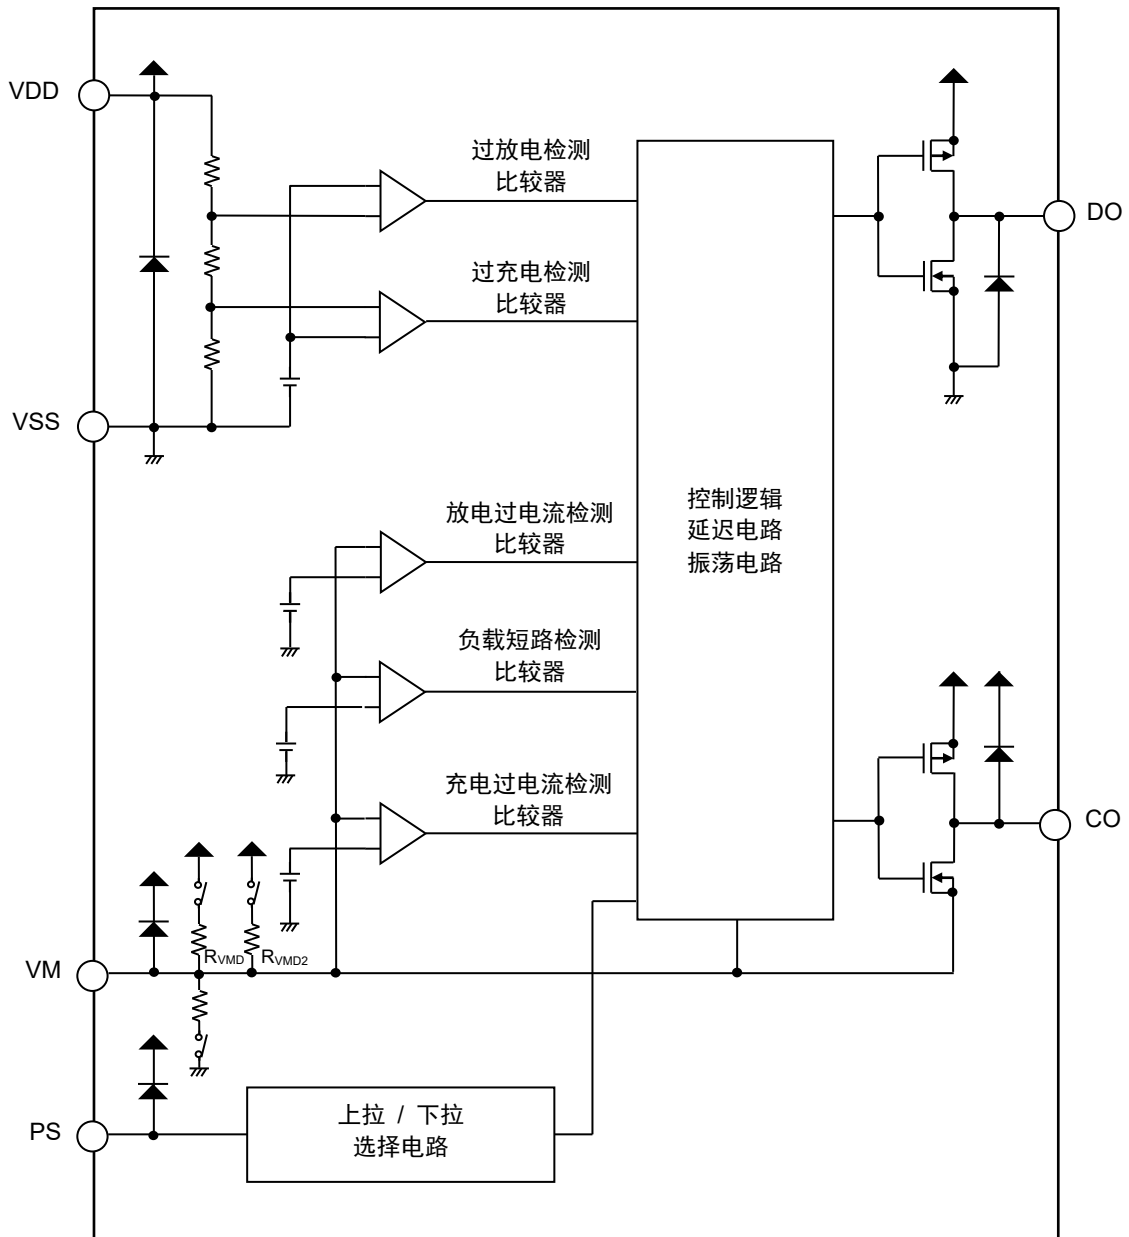 VDD
过放电检测
比较器
DO
过充电检测
比较器
VSS
放电过电流检测
比较器
控制逻辑
延迟电路
振荡电路
负载短路检测
比较器
充电过电流检测
比较器
CO
RVMD RVMD2
VM
PS
上拉 / 下拉
选择电路